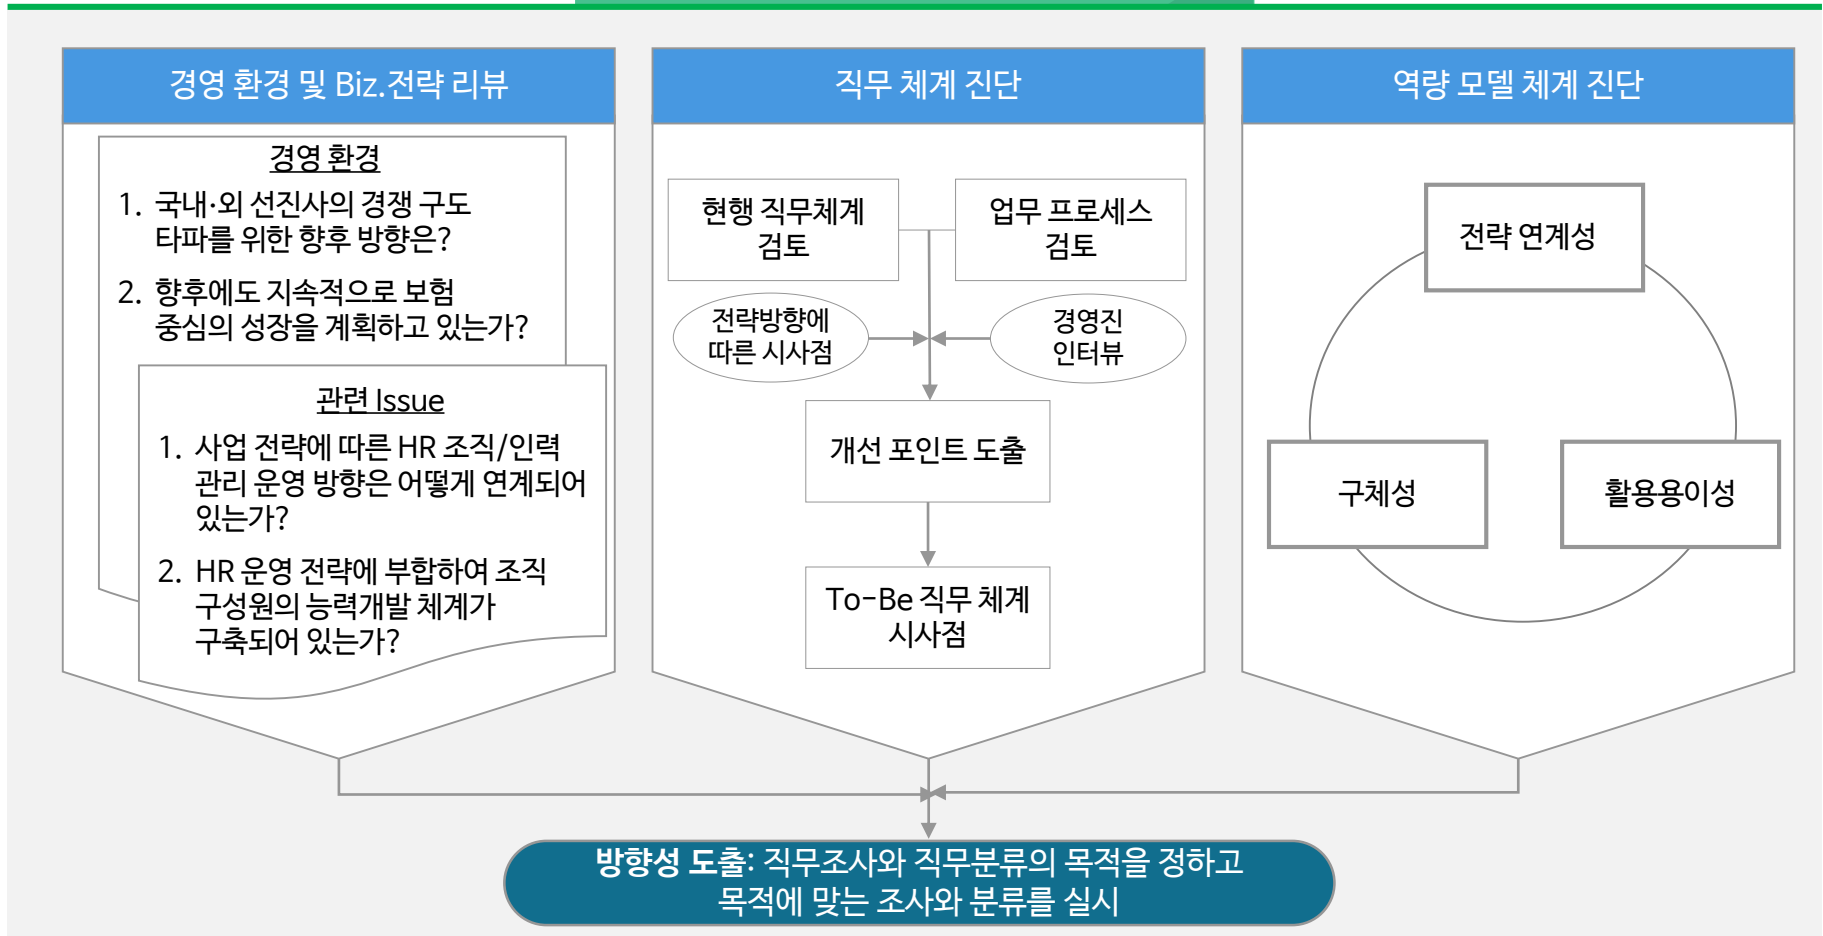 경영 환경 및 Biz.전략 리뷰
경영 환경
1. 국내·외 선진사의 경쟁 구도
타파를 위한 향후 방향은?
2. 향후에도 지속적으로 보험
중심의 성장을 계획하고 있는가?
관련 Issue
1. 사업 전략에 따른 HR 조직/인력
관리 운영 방향은 어떻게 연계되어
있는가?
2. HR 운영 전략에 부합하여 조직
구성원의 능력개발 체계가
구축되어 있는가?
직무 체계 진단
현행 직무체계
검토
업무 프로세스
검토
전략방향에
따른 시사점
경영진
인터뷰
개선 포인트 도출
To-Be 직무 체계
시사점
역량 모델 체계 진단
전략 연계성
구체성
활용용이성
방향성 도출: 직무조사와 직무분류의 목적을 정하고
목적에 맞는 조사와 분류를 실시